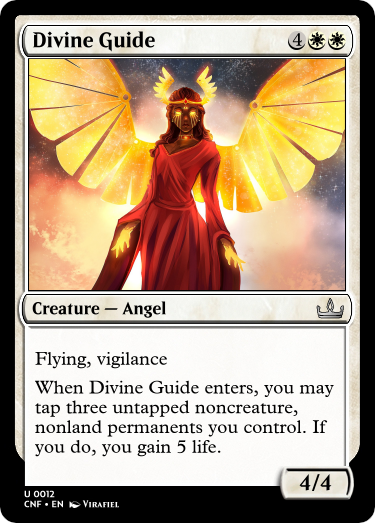 Divine Guide 4
Creature — Angel
Flying, vigilance
When Divine Guide enters, you may
tap three untapped noncreature,
nonland permanents you control. If
you do, you gain 5 life.
4/4
U 0012
CNF • EN Virafiel